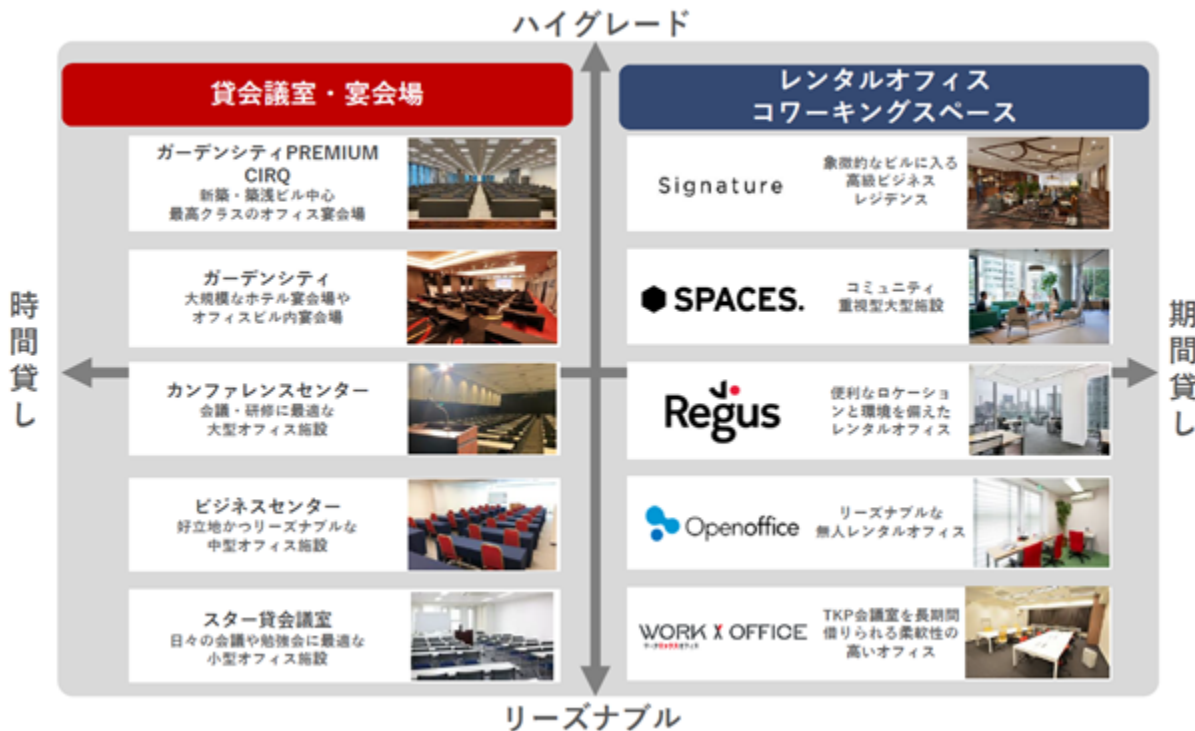 ハイグレード
貸会議室・宴会場
レンタルオフィス
コワーキングスペース
ガーデンシティPREMIUM
CIRQ
新築・築浅ビル中心
最高クラスのオフィス宴会場
ガーデンシティ
大規模なホテル宴会場や
オフィスビル内宴会場
カンファレンスセンター
会議・研修に最適な
大型オフィス施設
ビジネスセンター
好立地かつリーズナブルな
中型オフィス施設
スター貸会議室
日々の会議や勉強会に最適な
小型オフィス施設
Signature
象徴的なビルに入る
高級ビジネス
レジデンス
SPACES.
コミュニティ
重視型大型施設
Regus
便利なロケーショ
ンと環境を備えた
レンタルオフィス
Openoffice
リーズナブルな
無人レンタルオフィス
WORK X OFFICE
ワークロックスオフィス
TKP会議室を長期間
借りられる柔軟性の
高いオフィス
時間貸し
期間貸し
リーズナブル